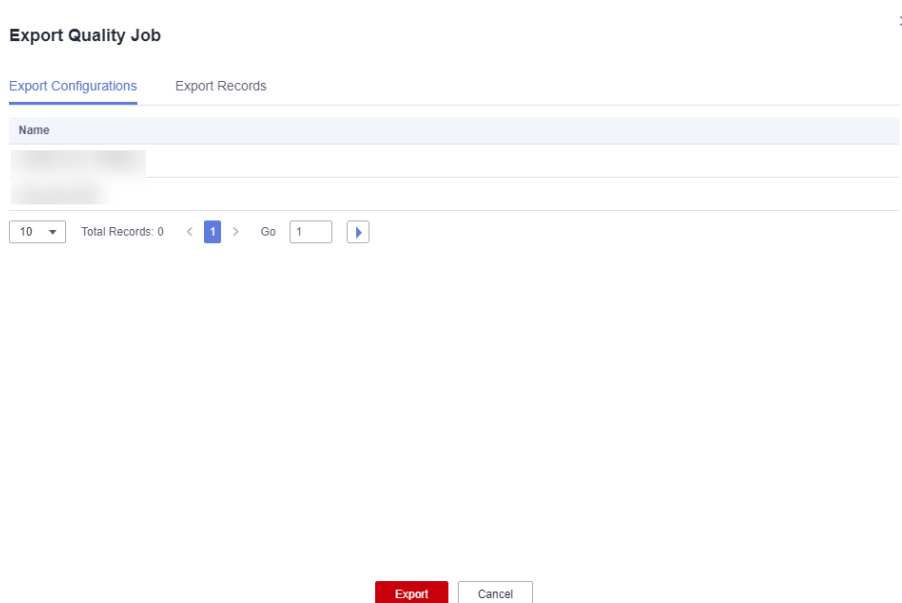 Export Quality Job
Export Configurations Export Records
Name
10 Total Records: 0 < 1 > Go 1
Export Cancel